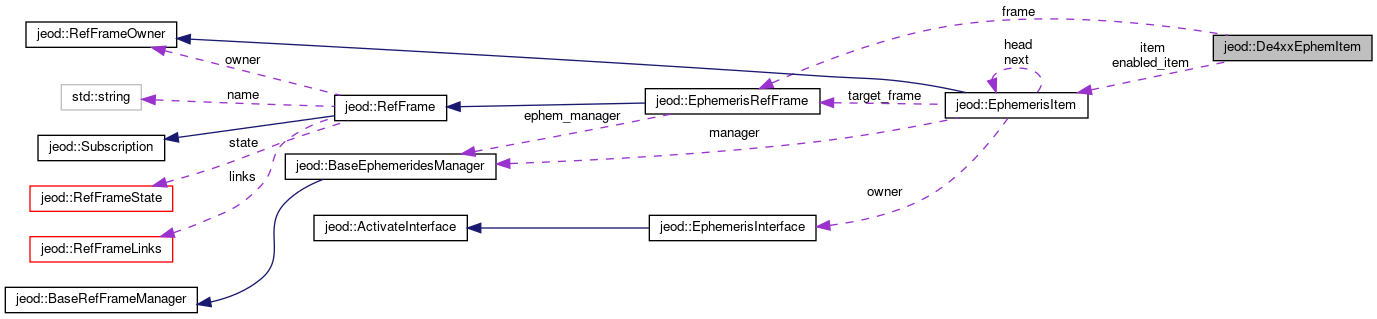 frame
jeod::RefFrameOwner
head
next
item
enabled_item
jeod::De4xxEphemItem
owner
std::string
name
jeod::RefFrame
jeod::EphemerisRefFrame
target_frame
jeod::EphemerisItem
ephem_manager
manager
jeod::Subscription
state
jeod::BaseEphemeridesManager
links
jeod::RefFrameState
owner
jeod::ActivateInterface
jeod::EphemerisInterface
jeod::RefFrameLinks
jeod::BaseRefFrameManager